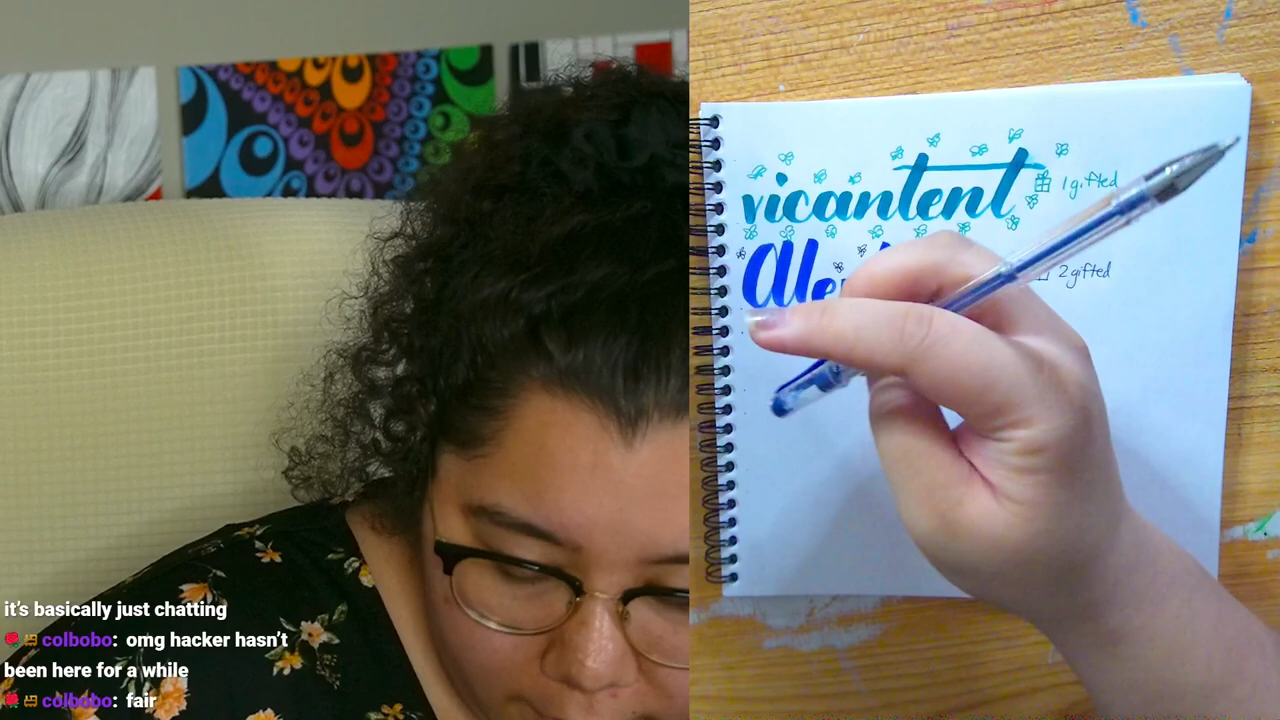 it's basically just chatting
colbobo: omg hacker hasn't
been here for a while
colbobo: fair
vicantent 1 gifted
2 gifted